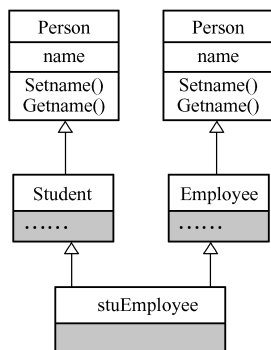 Person
name
Setname()
Getname()
Person
name
Setname()
Getname()
Student
……
Employee
……
stuEmployee